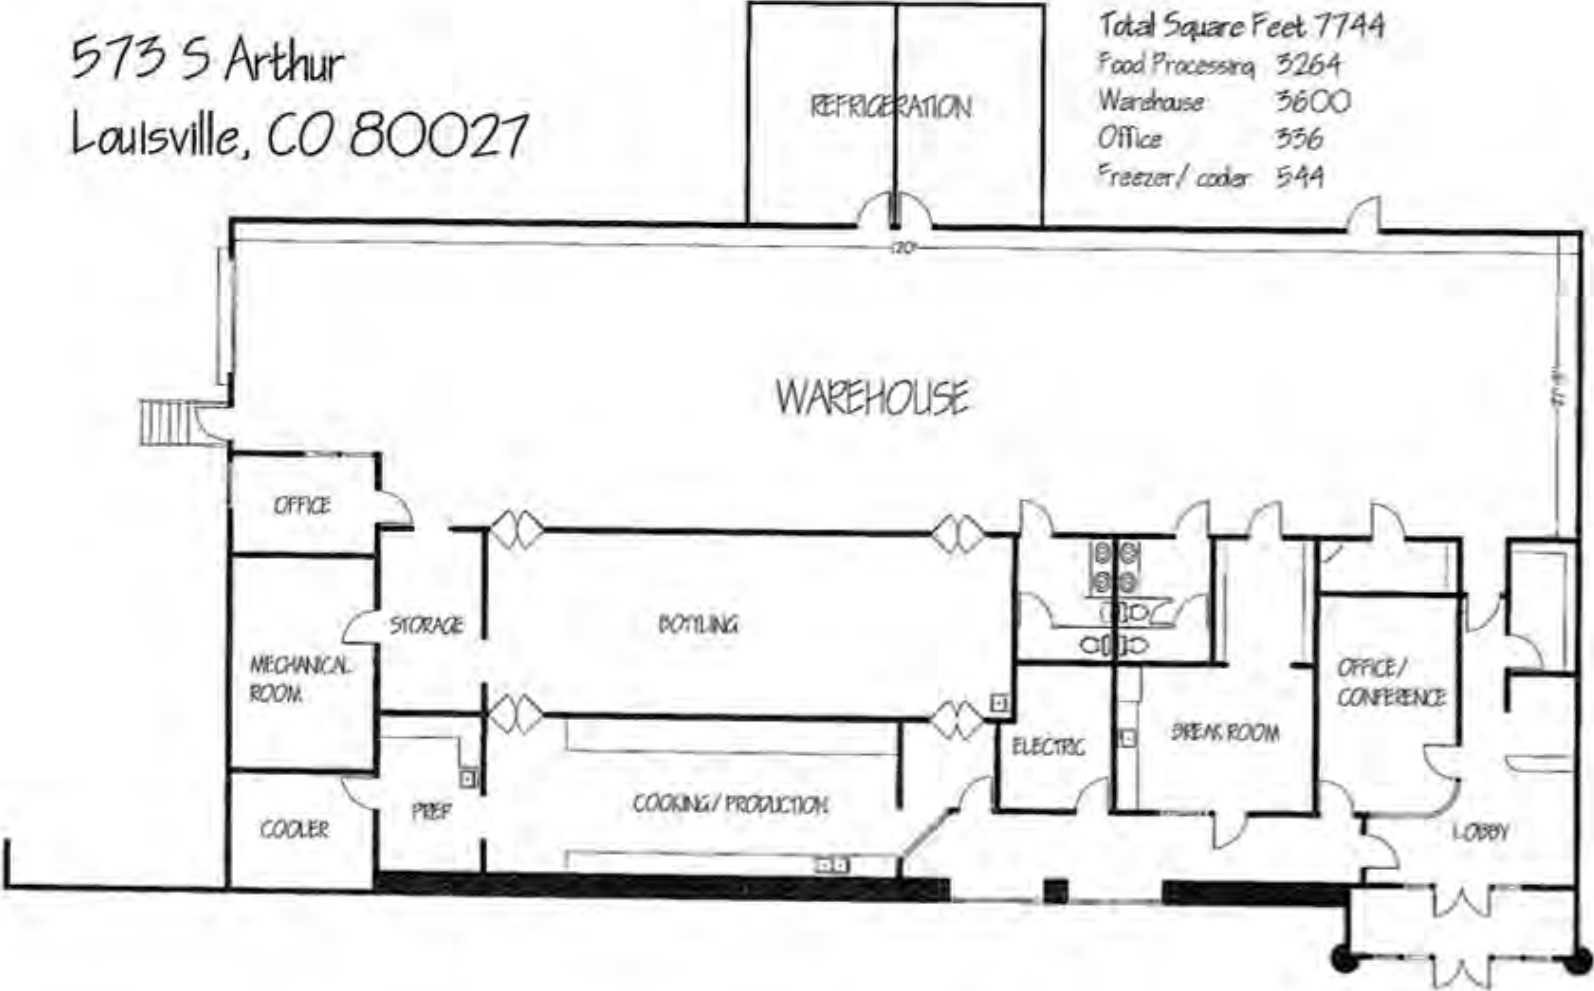 573 S Arthur
Louisville, CO 80027
Total Square Feet 7744
Food Processing 3264
Warehouse 3600
Office 336
Freezer/ cooler 544
REFRIGERATION
120'
WAREHOUSE
OFFICE
STORAGE
BOTTLING
MECHANICAL
ROOM
OFFICE/
CONFERENCE
ELECTRIC
BREAK ROOM
PREP
COOKING/ PRODUCTION
COOLER
LOBBY